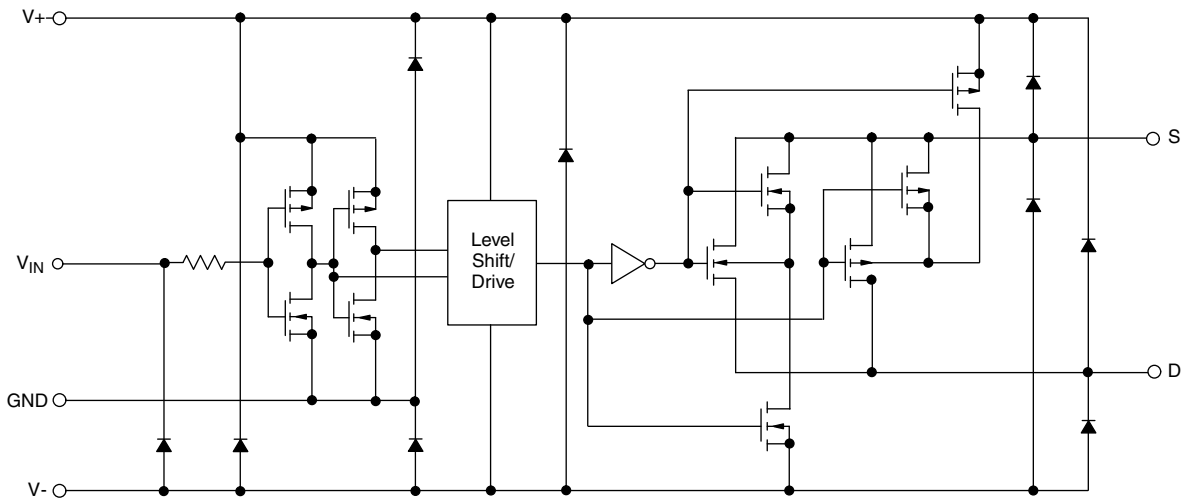 V+
S
Level
Shift/
Drive
VIN
D
GND
V-